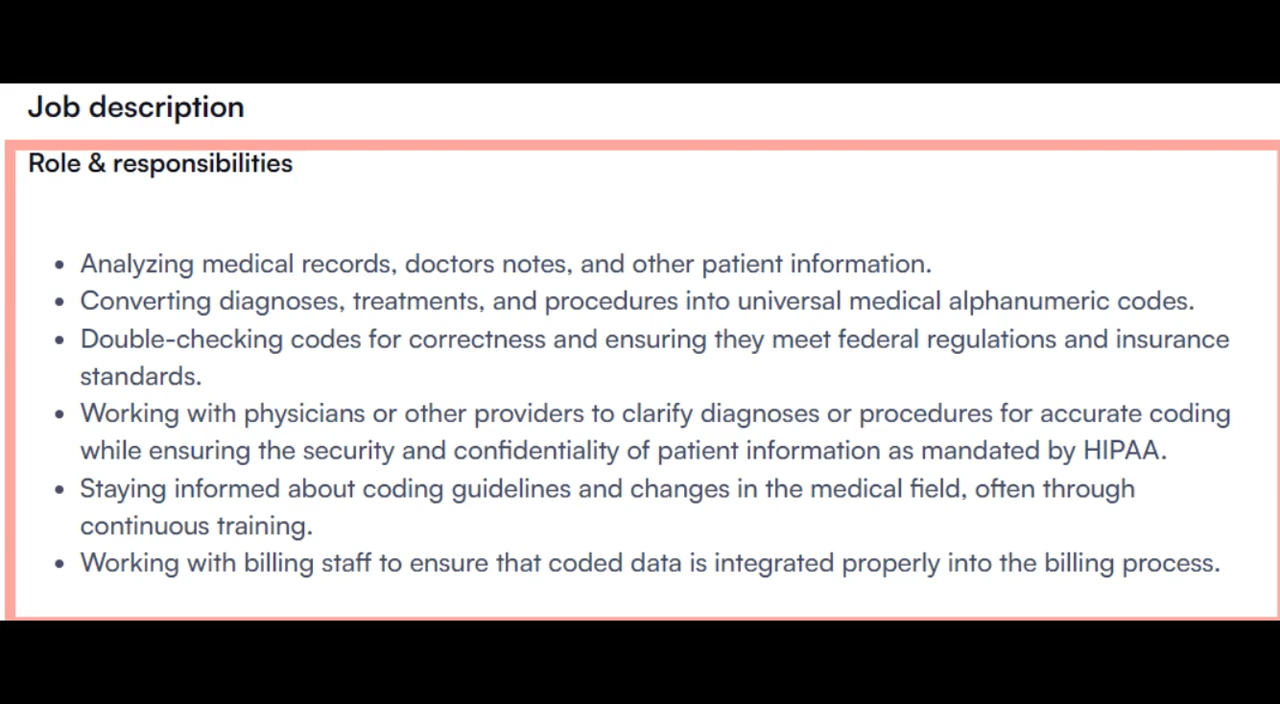 Job description
Role & responsibilities
• Analyzing medical records, doctors notes, and other patient information.
• Converting diagnoses, treatments, and procedures into universal medical alphanumeric codes.
• Double-checking codes for correctness and ensuring they meet federal regulations and insurance
standards.
• Working with physicians or other providers to clarify diagnoses or procedures for accurate coding
while ensuring the security and confidentiality of patient information as mandated by HIPAA.
• Staying informed about coding guidelines and changes in the medical field, often through
continuous training.
• Working with billing staff to ensure that coded data is integrated properly into the billing process.